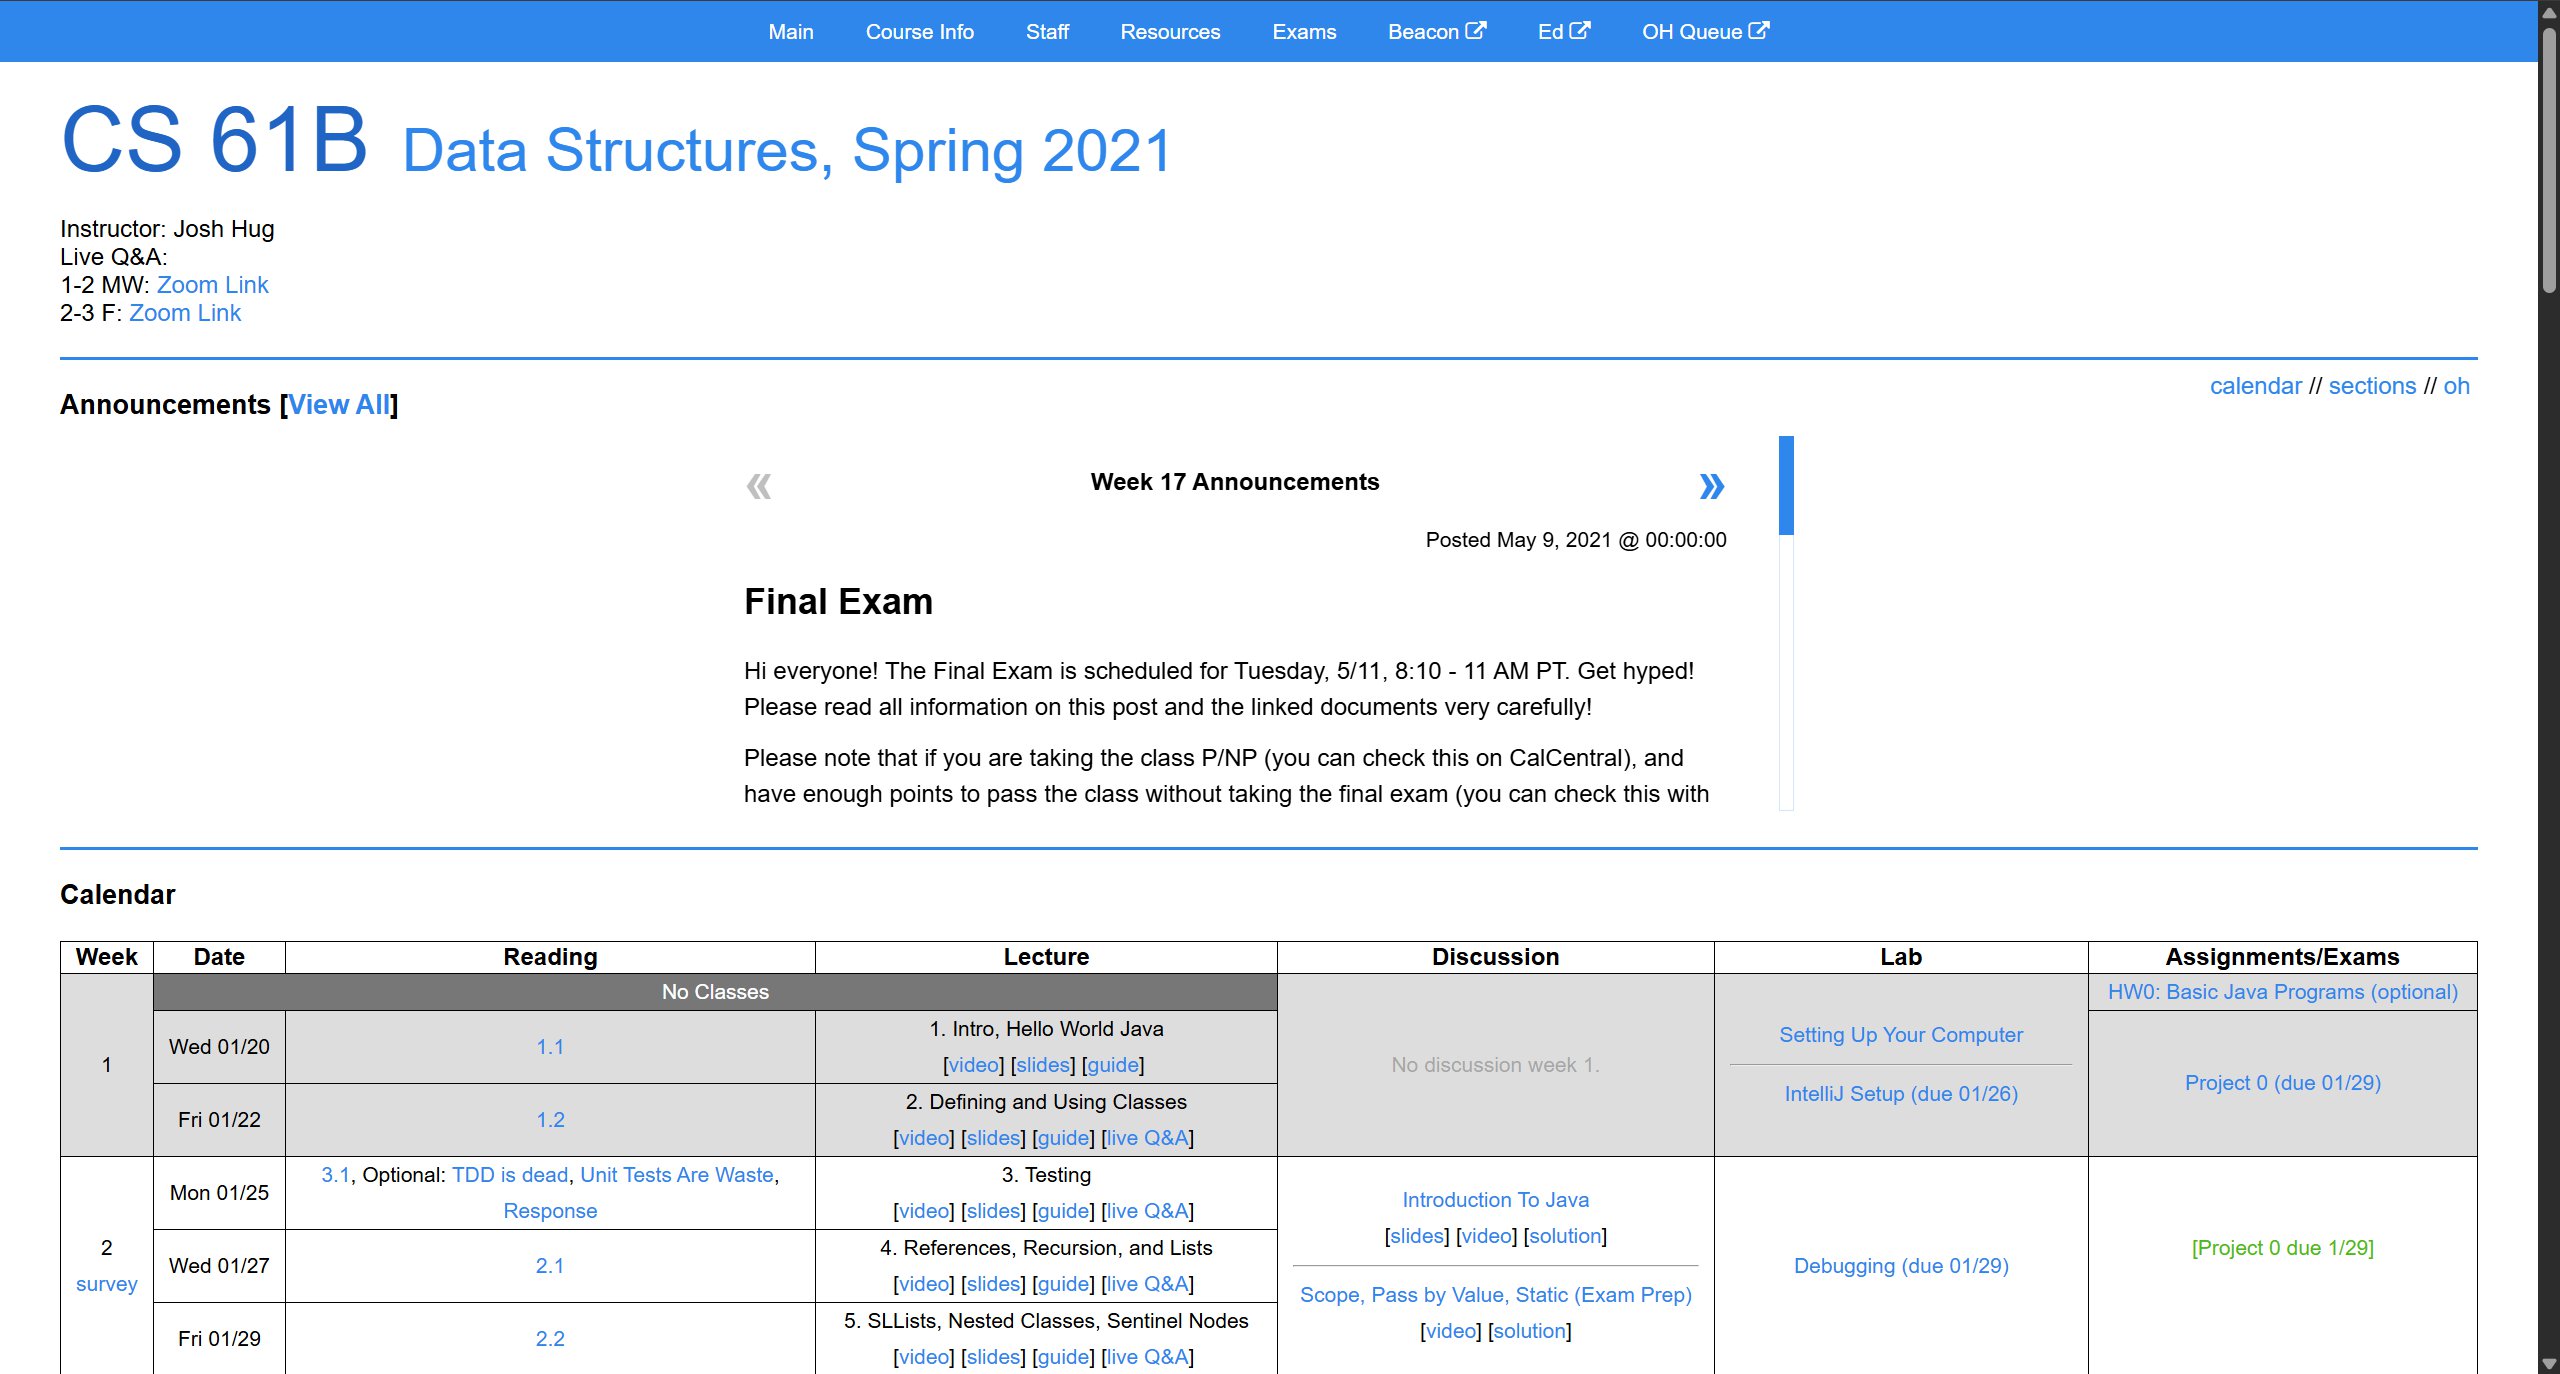 Main Course Info Staff Resources Exams Beacon Ed OH Queue
CS 61B Data Structures, Spring 2021
Instructor: Josh Hug
Live Q&A:
1-2 MW: Zoom Link
2-3 F: Zoom Link
calendar // sections // oh
Announcements [View All]
« Week 17 Announcements »
Posted May 9, 2021 @ 00:00:00
Final Exam
Hi everyone! The Final Exam is scheduled for Tuesday, 5/11, 8:10 - 11 AM PT. Get hyped!
Please read all information on this post and the linked documents very carefully!
Please note that if you are taking the class P/NP (you can check this on CalCentral), and
have enough points to pass the class without taking the final exam (you can check this with
Calendar
Week Date Reading Lecture Discussion Lab Assignments/Exams
1
No Classes
Wed 01/20
1.1
1. Intro, Hello World Java
[video] [slides] [guide]
Fri 01/22
1.2
2. Defining and Using Classes
[video] [slides] [guide] [live Q&A]
No discussion week 1.
Setting Up Your Computer
IntelliJ Setup (due 01/26)
HW0: Basic Java Programs (optional)
Project 0 (due 01/29)
2
survey
Mon 01/25
3.1, Optional: TDD is dead, Unit Tests Are Waste,
Response
3. Testing
[video] [slides] [guide] [live Q&A]
Wed 01/27
2.1
4. References, Recursion, and Lists
[video] [slides] [guide] [live Q&A]
Fri 01/29
2.2
5. SLLists, Nested Classes, Sentinel Nodes
[video] [slides] [guide] [live Q&A]
Introduction To Java
[slides] [video] [solution]
Scope, Pass by Value, Static (Exam Prep)
[video] [solution]
Debugging (due 01/29)
[Project 0 due 1/29]